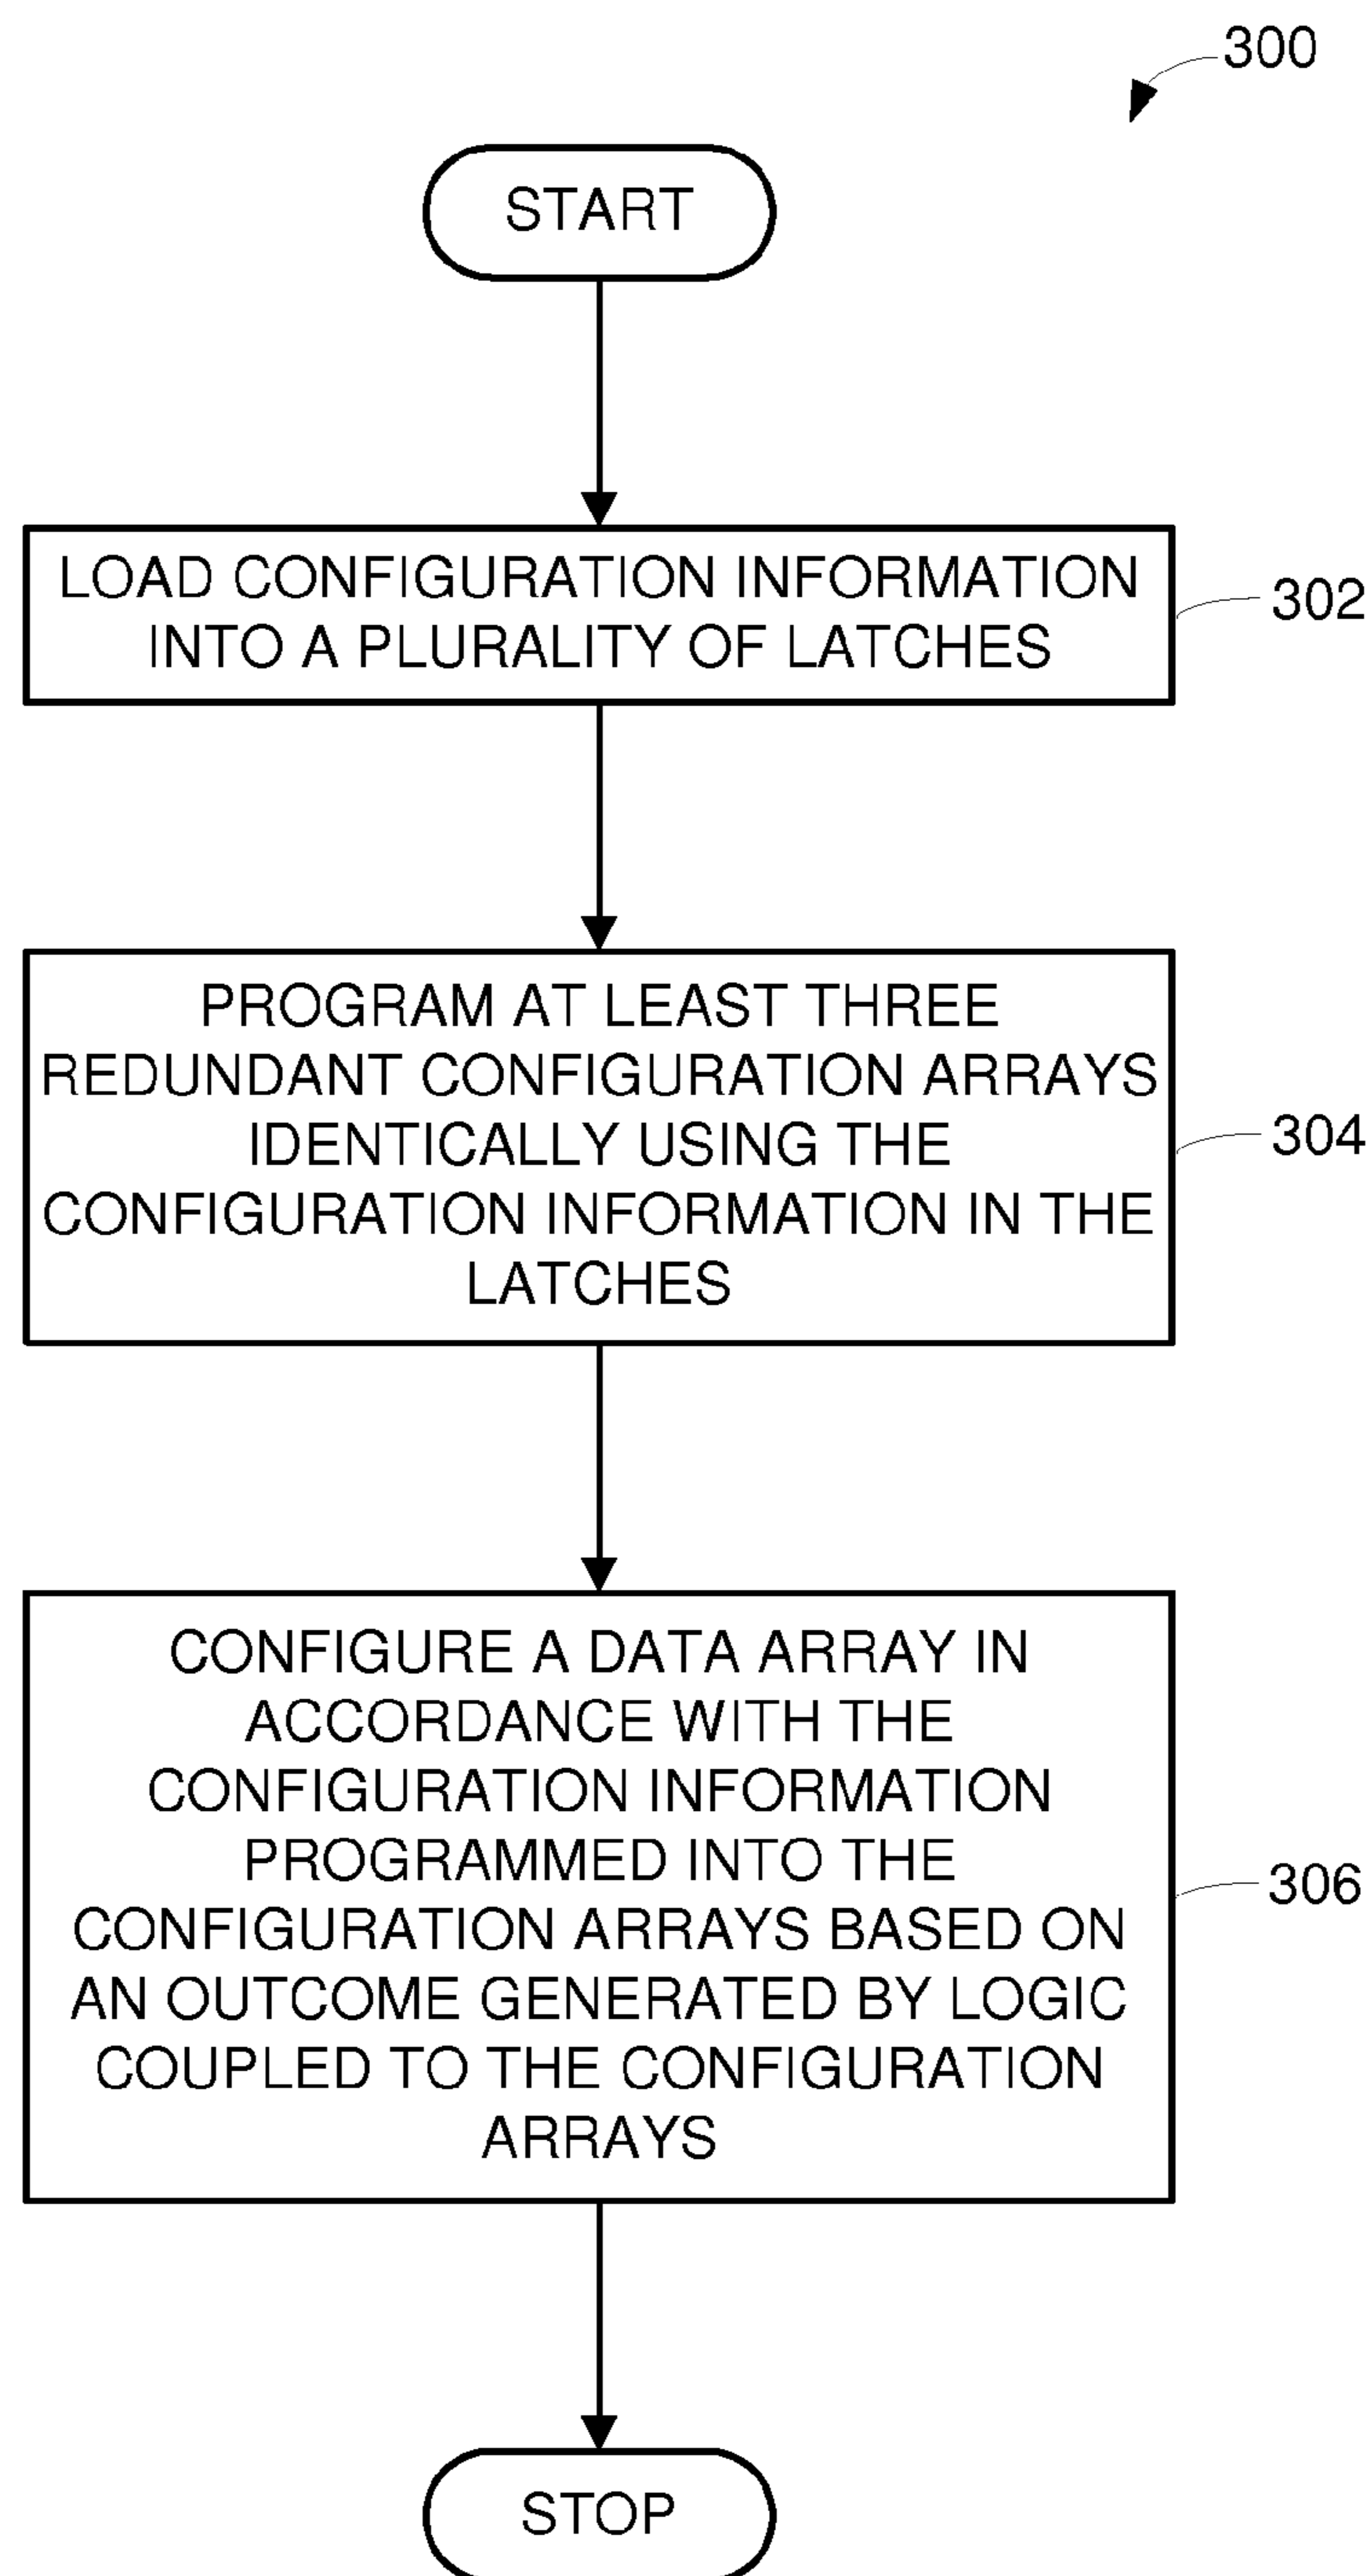 300
START
LOAD CONFIGURATION INFORMATION
INTO A PLURALITY OF LATCHES
302
PROGRAM AT LEAST THREE
REDUNDANT CONFIGURATION ARRAYS
IDENTICALLY USING THE
CONFIGURATION INFORMATION IN THE
LATCHES
304
CONFIGURE A DATA ARRAY IN
ACCORDANCE WITH THE
CONFIGURATION INFORMATION
PROGRAMMED INTO THE
CONFIGURATION ARRAYS BASED ON
AN OUTCOME GENERATED BY LOGIC
COUPLED TO THE CONFIGURATION
ARRAYS
306
STOP